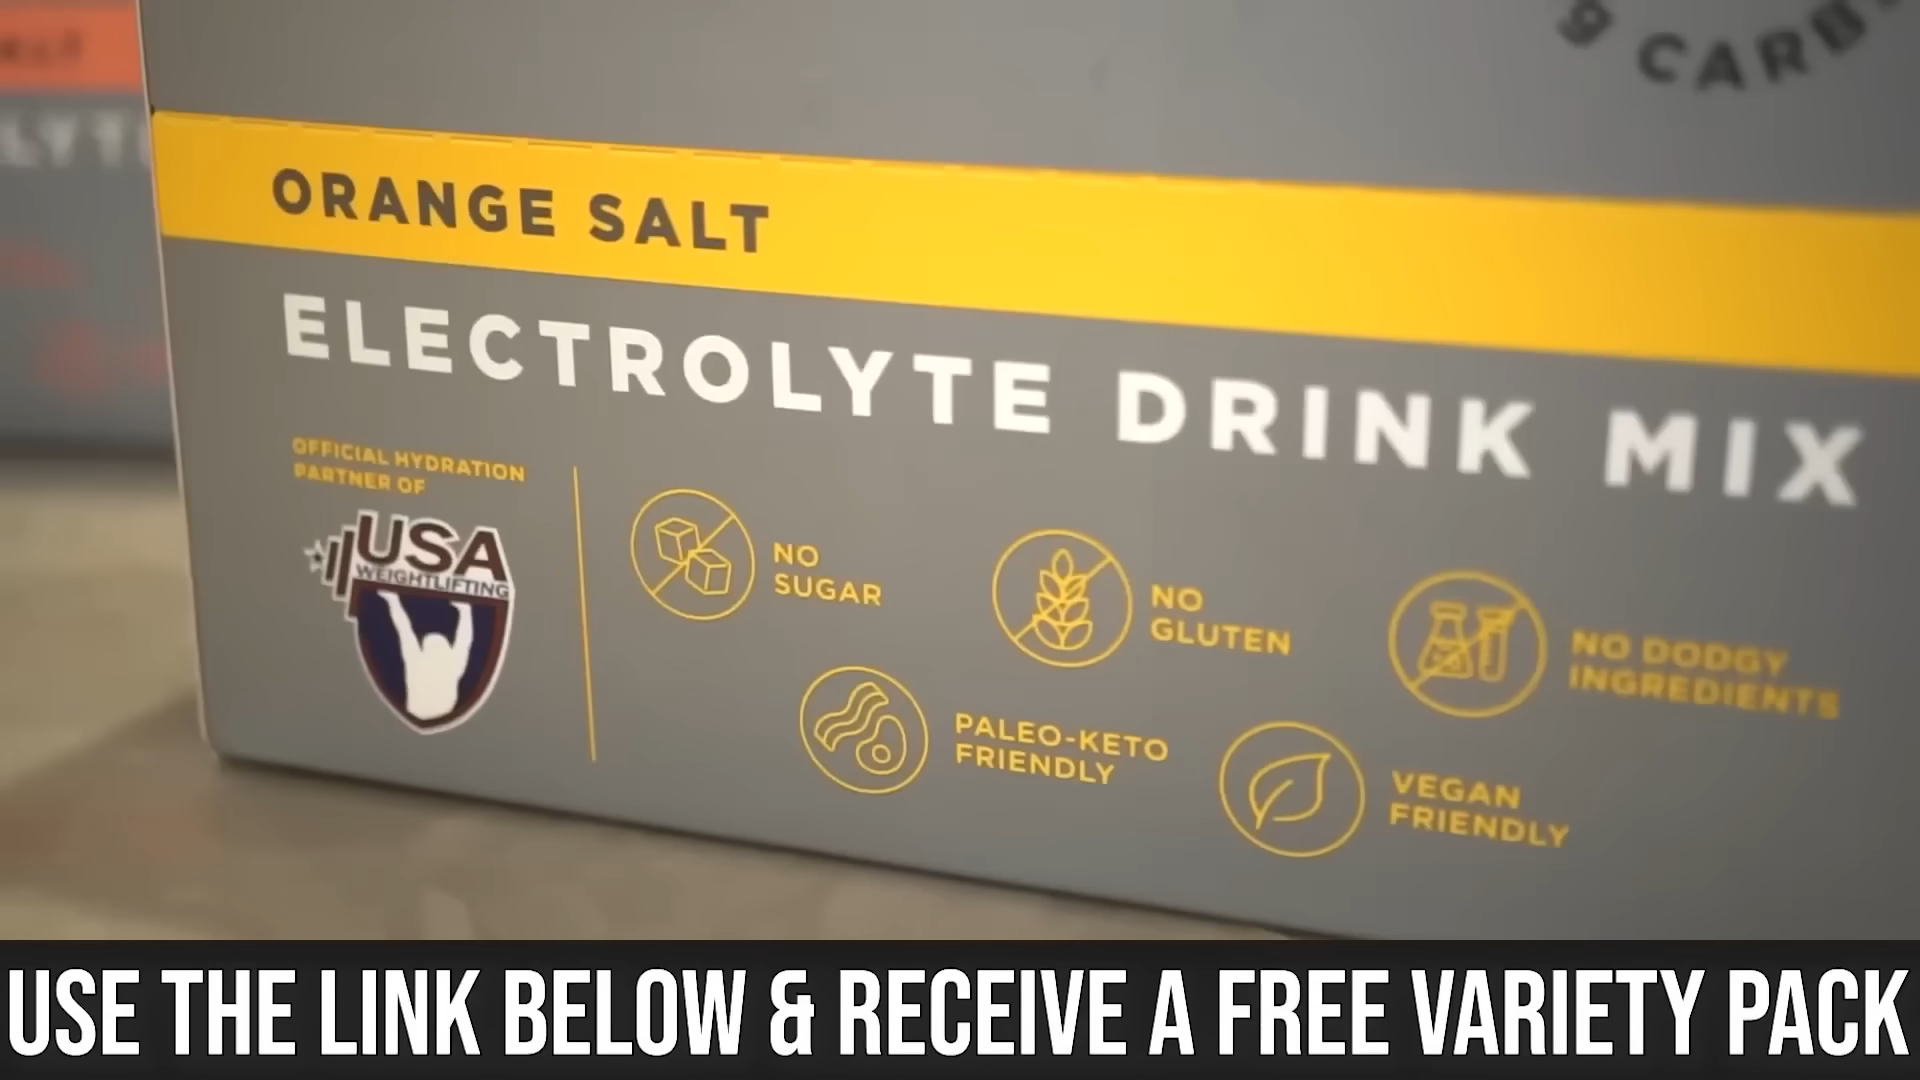 CARB
ORANGE SALT
ELECTROLYTE DRINK MIX
OFFICIAL HYDRATION
PARTNER OF
USA
WEIGHTLIFTING
NO
SUGAR
NO
GLUTEN
NO DODGY
INGREDIENTS
PALEO-KETO
FRIENDLY
VEGAN
FRIENDLY
USE THE LINK BELOW & RECEIVE A FREE VARIETY PACK